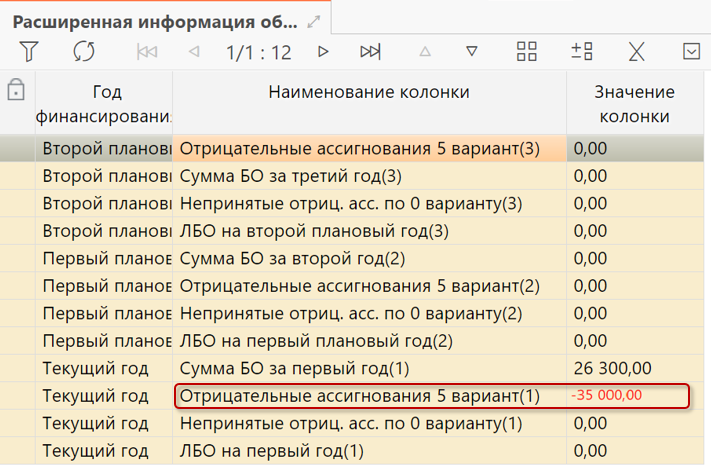 Расширенная информация об...
1/1 : 12
Год финансировани
Наименование колонки
Значение колонки
Второй планов Отрицательные ассигнования 5 вариант(3) 0,00
Второй планов Сумма БО за третий год(3) 0,00
Второй планов Непринятые отриц. асс. по 0 варианту(3) 0,00
Второй планов ЛБО на второй плановый год(3) 0,00
Первый планов Сумма БО за второй год(2) 0,00
Первый планов Отрицательные ассигнования 5 вариант(2) 0,00
Первый планов Непринятые отриц. асс. по 0 варианту(2) 0,00
Первый планов ЛБО на первый плановый год(2) 0,00
Текущий год Сумма БО за первый год(1) 26 300,00
Текущий год Отрицательные ассигнования 5 вариант(1) -35 000,00
Текущий год Непринятые отриц. асс. по 0 варианту(1) 0,00
Текущий год ЛБО на первый год(1) 0,00